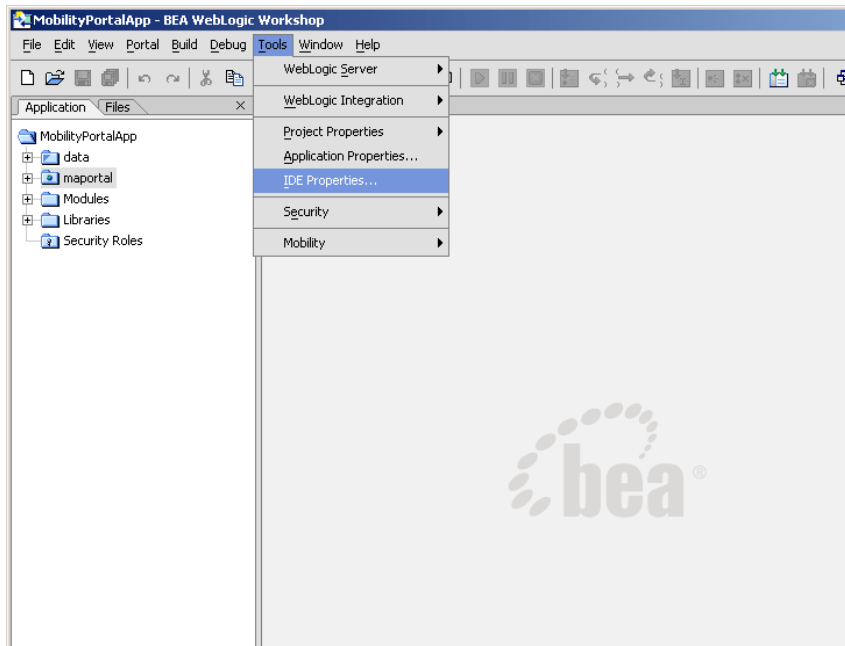 MobilityPortalApp - BEA WebLogic Workshop
File Edit View Portal Build Debug Tools Window Help
WebLogic Server
WebLogic Integration
Project Properties
Application Properties...
IDE Properties...
Security
Mobility
Application Files
MobilityPortalApp
data
maportal
Modules
Libraries
Security Roles
bea®